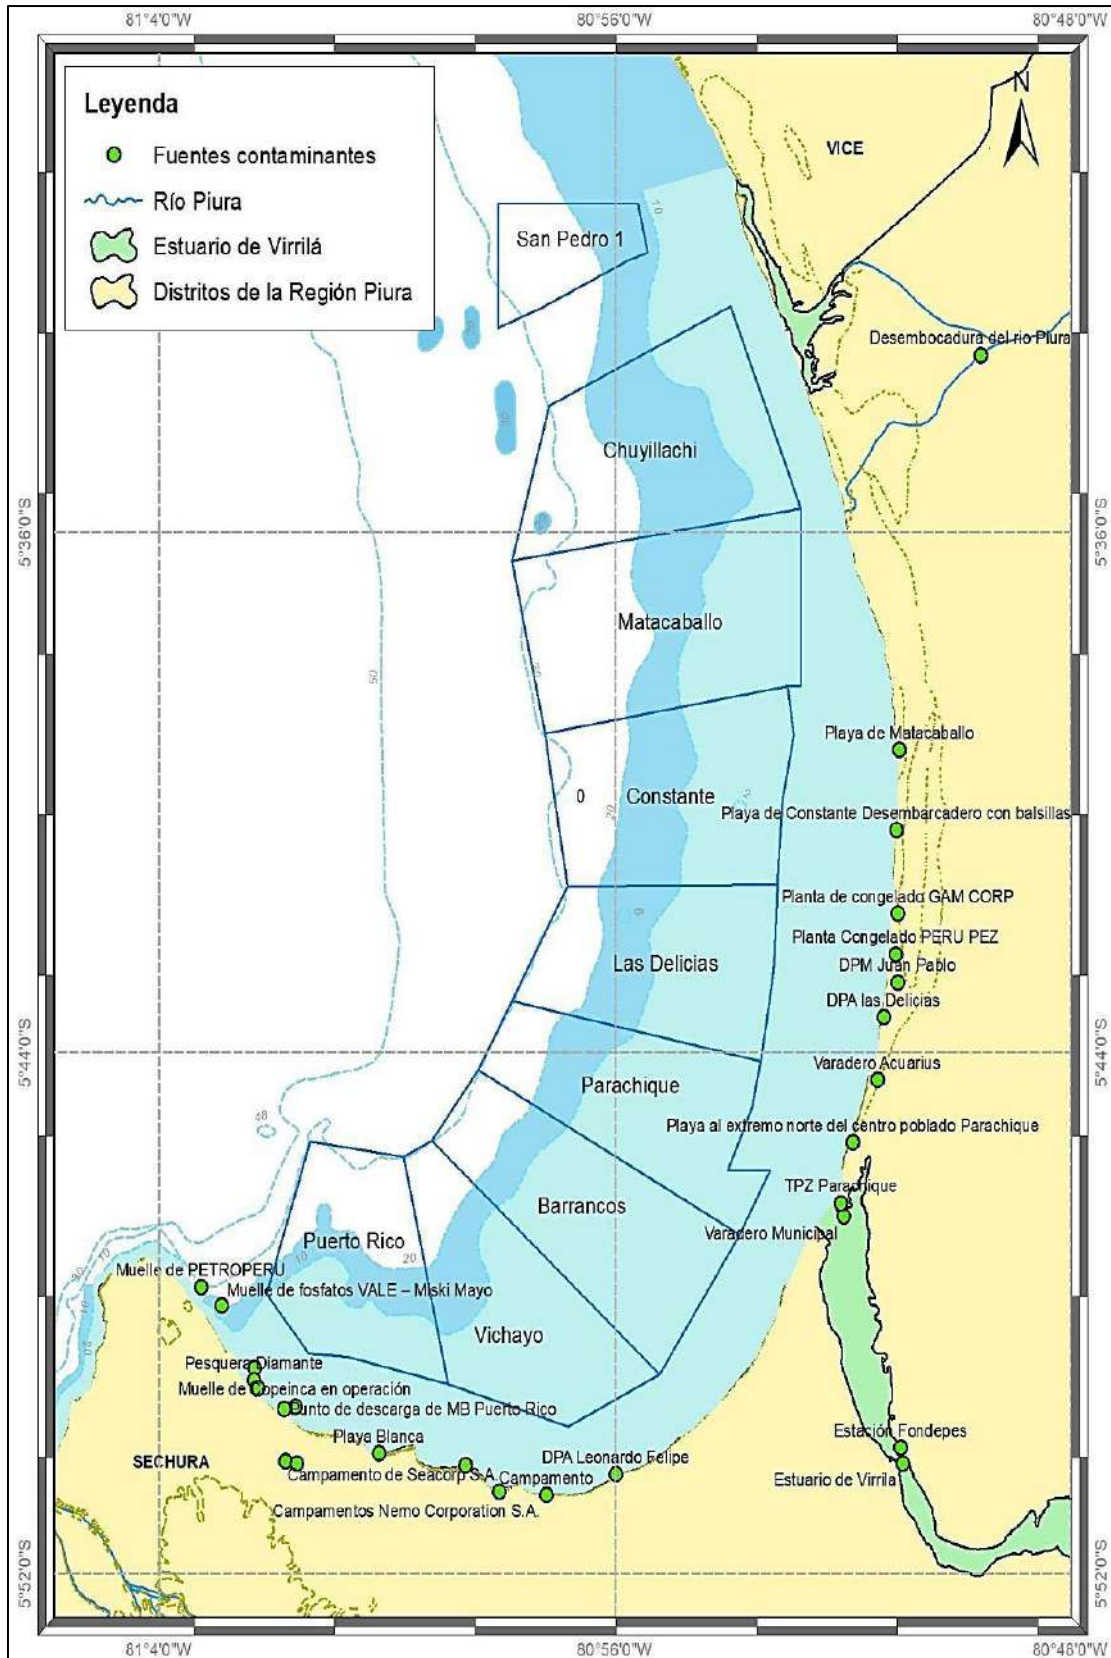 81°4'0"W
80°56'0"W
80°48'0"W
Leyenda
Fuentes contaminantes
Río Piura
Estuario de Virrilá
Distritos de la Región Piura
N
VICE
10
San Pedro 1
Desembocadura del río Piura
Chuyillachi
5°36'0"S
5°36'0"S
Matacaballo
50
Playa de Matacaballo
0
Constante
20
Playa de Constante Desembarcadero con balsillas
Planta de congelado GAM CORP
Planta Congelado PERU PEZ
Las Delicias
DPM Juan Pablo
DPA las Delicias
5°44'0"S
5°44'0"S
Varadero Acuarius
Parachique
48
Playa al extremo norte del centro poblado Parachique
TPZ Parachique
Barrancos
Varadero Municipal
Puerto Rico
20
10
Muelle de PETROPERU
Muelle de fosfatos VALE – Miski Mayo
Vichayo
Pesquera Diamante
Muelle de Copeinca en operación
Punto de descarga de MB Puerto Rico
Playa Blanca
Estación Fondepes
SECHURA
DPA Leonardo Felipe
Campamento de Seacorp S.A.
Campamento
Estuario de Virrila
Campamentos Nemo Corporation S.A.
5°52'0"S
5°52'0"S
81°4'0"W
80°56'0"W
80°48'0"W